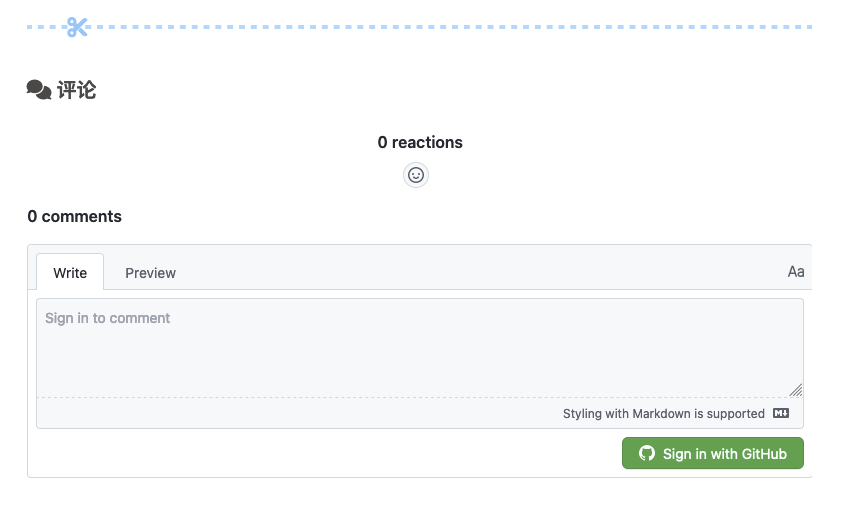 评论
0 reactions
0 comments
Write Preview Aa
Sign in to comment
Styling with Markdown is supported
Sign in with GitHub